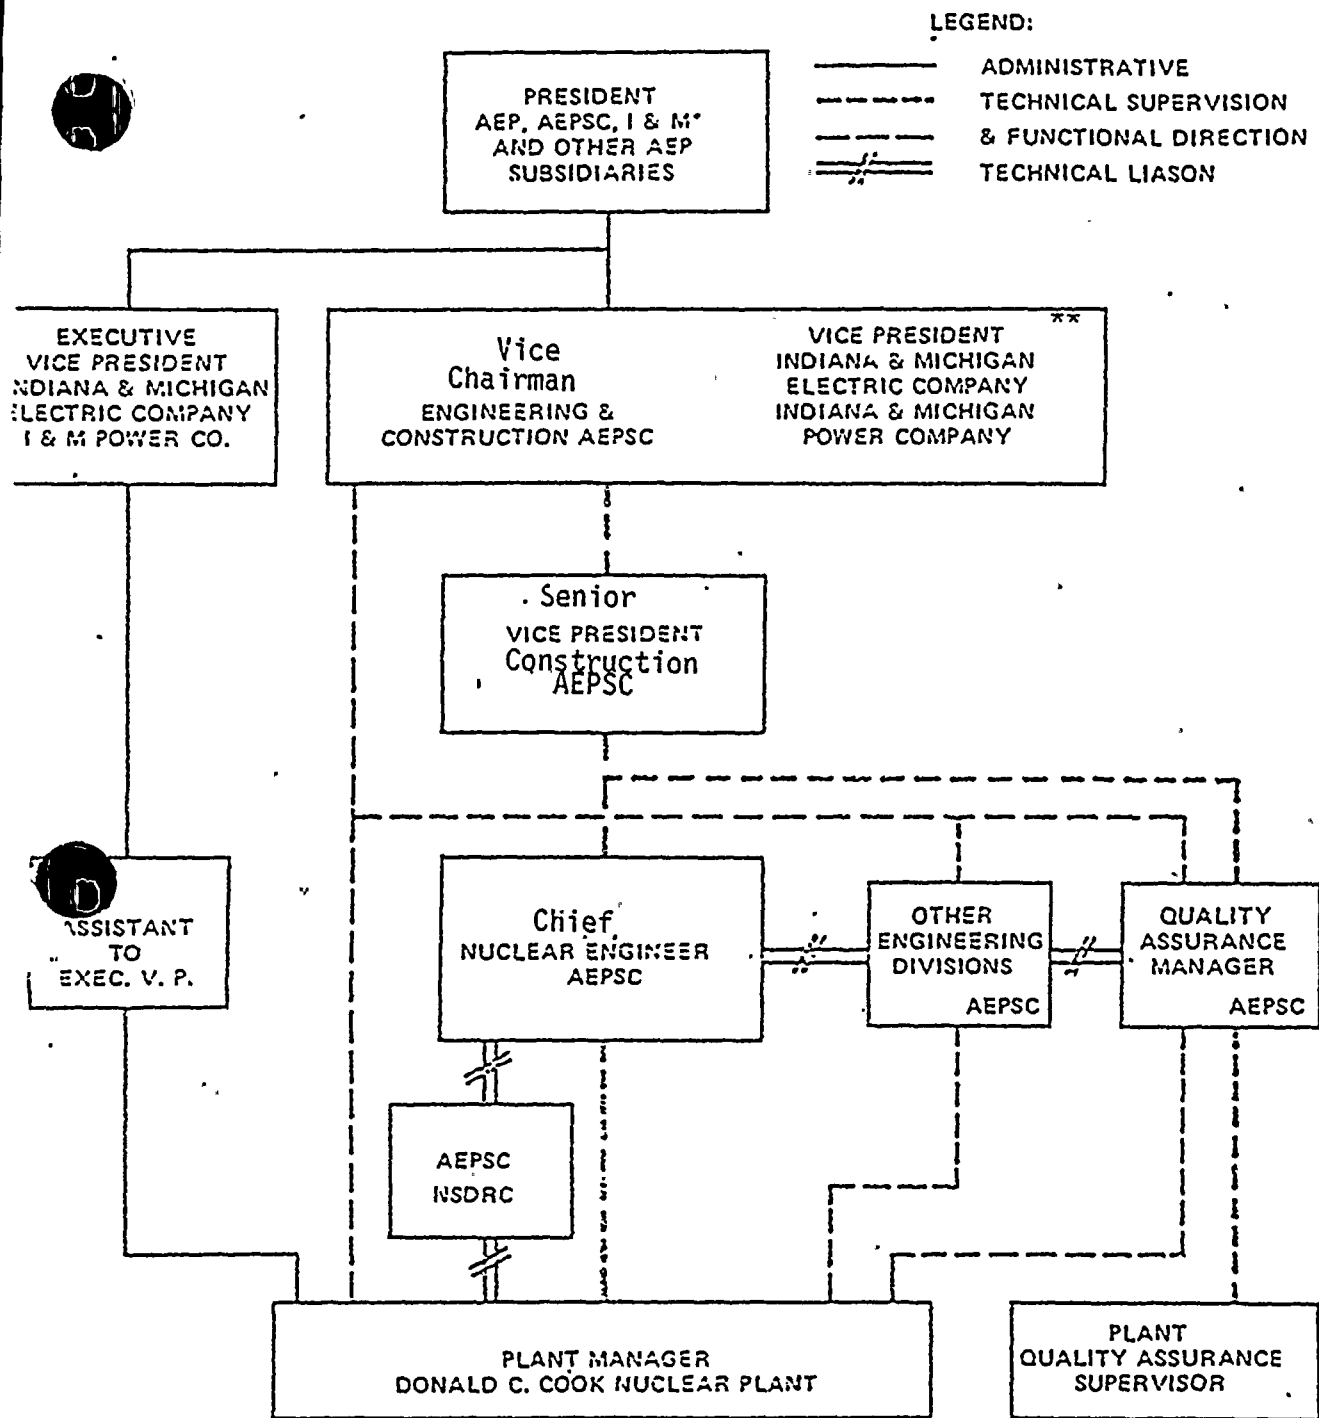 LEGEND:
ADMINISTRATIVE
TECHNICAL SUPERVISION
& FUNCTIONAL DIRECTION
TECHNICAL LIASON
PRESIDENT
AEP, AEPSC, I & M*
AND OTHER AEP
SUBSIDIARIES
EXECUTIVE
VICE PRESIDENT
NDIANA & MICHIGAN
ELECTRIC COMPANY
I & M POWER CO.
Vice
Chairman
ENGINEERING &
CONSTRUCTION AEPSC
**
VICE PRESIDENT
INDIANA & MICHIGAN
ELECTRIC COMPANY
INDIANA & MICHIGAN
POWER COMPANY
Senior
VICE PRESIDENT
Construction
AEPSC
ASSISTANT
TO
EXEC. V. P.
Chief
NUCLEAR ENGINEER
AEPSC
OTHER
ENGINEERING
DIVISIONS
AEPSC
QUALITY
ASSURANCE
MANAGER
AEPSC
AEPSC
NSDRC
PLANT MANAGER
DONALD C. COOK NUCLEAR PLANT
PLANT
QUALITY ASSURANCE
SUPERVISOR